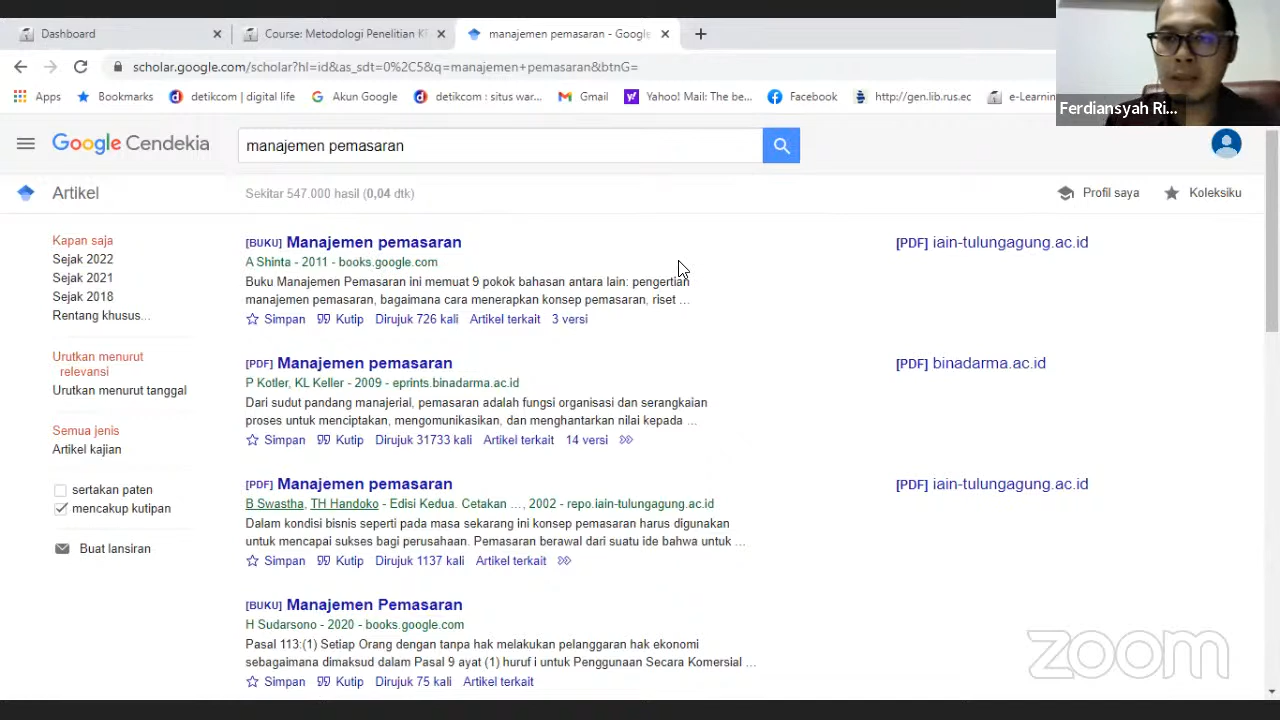 Dashboard
Course: Metodologi Penelitian
manajemen pemasaran - Google
scholar.google.com/scholar?hl=id&as_sdt=0%2C5&q=manajemen+pemasaran&btnG=
Apps Bookmarks detikcom | digital life Akun Google detikcom : situs war... Gmail Yahoo! Mail: The be... Facebook http://gen.lib.rus.ec e-Learnin
Ferdiansyah Ri...
Google Cendekia
manajemen pemasaran
Artikel
Sekitar 547.000 hasil (0,04 dtk)
Profil saya
Koleksiku
Kapan saja
Sejak 2022
Sejak 2021
Sejak 2018
Rentang khusus...
Urutkan menurut
relevansi
Urutkan menurut tanggal
Semua jenis
Artikel kajian
sertakan paten
mencakup kutipan
Buat lansiran
[BUKU] Manajemen pemasaran
A Shinta - 2011 - books.google.com
Buku Manajemen Pemasaran ini memuat 9 pokok bahasan antara lain: pengertian
manajemen pemasaran, bagaimana cara menerapkan konsep pemasaran, riset ...
Simpan Kutip Dirujuk 726 kali Artikel terkait 3 versi
[PDF] iain-tulungagung.ac.id
[PDF] Manajemen pemasaran
P Kotler, KL Keller - 2009 - eprints.binadarma.ac.id
Dari sudut pandang manajerial, pemasaran adalah fungsi organisasi dan serangkaian
proses untuk menciptakan, mengomunikasikan, dan menghantarkan nilai kepada ...
Simpan Kutip Dirujuk 31733 kali Artikel terkait 14 versi
[PDF] binadarma.ac.id
[PDF] Manajemen pemasaran
B Swastha, TH Handoko - Edisi Kedua. Cetakan ..., 2002 - repo.iain-tulungagung.ac.id
Dalam kondisi bisnis seperti pada masa sekarang ini konsep pemasaran harus digunakan
untuk mencapai sukses bagi perusahaan. Pemasaran berawal dari suatu ide bahwa untuk ...
Simpan Kutip Dirujuk 1137 kali Artikel terkait
[PDF] iain-tulungagung.ac.id
[BUKU] Manajemen Pemasaran
H Sudarsono - 2020 - books.google.com
Pasal 113:(1) Setiap Orang dengan tanpa hak melakukan pelanggaran hak ekonomi
sebagaimana dimaksud dalam Pasal 9 ayat (1) huruf i untuk Penggunaan Secara Komersial ...
Simpan Kutip Dirujuk 75 kali Artikel terkait
zoom